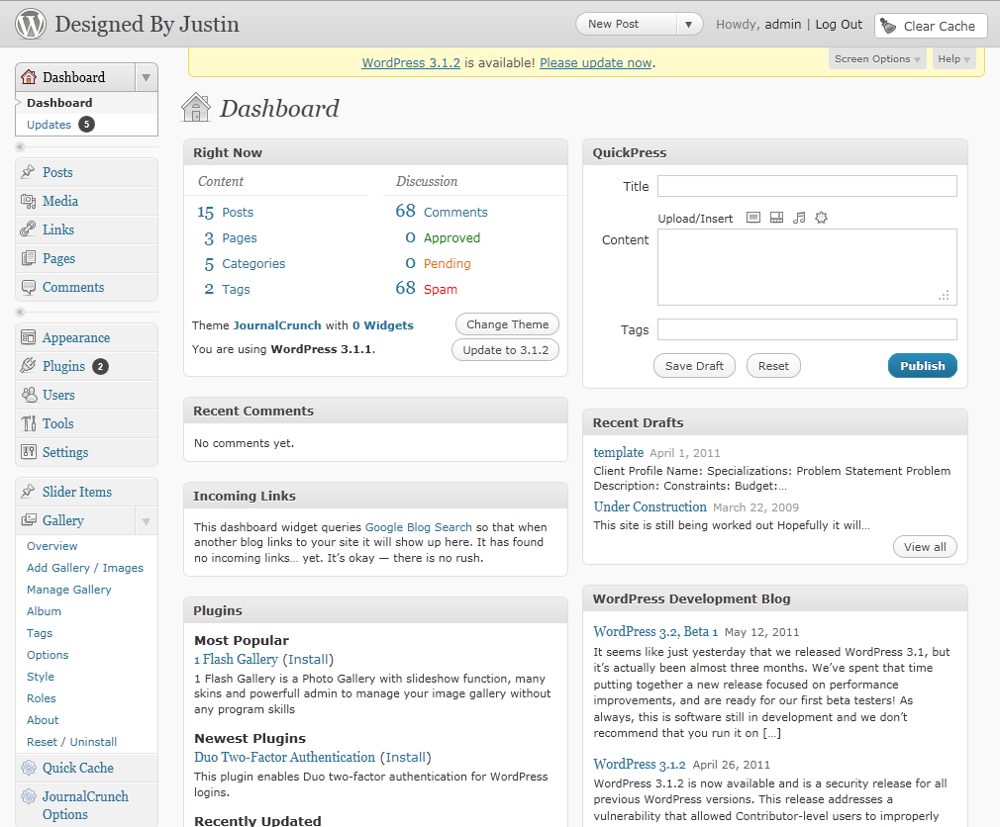 Designed By Justin
New Post
Howdy, admin | Log Out
Clear Cache
WordPress 3.1.2 is available! Please update now.
Screen Options
Help
Dashboard
Dashboard
Updates 5
Posts
Media
Links
Pages
Comments
Appearance
Plugins 2
Users
Tools
Settings
Slider Items
Gallery
Overview
Add Gallery / Images
Manage Gallery
Album
Tags
Options
Style
Roles
About
Reset / Uninstall
Quick Cache
JournalCrunch
Options
Dashboard
Right Now
Content
Discussion
15 Posts
68 Comments
3 Pages
0 Approved
5 Categories
0 Pending
2 Tags
68 Spam
Theme JournalCrunch with 0 Widgets
Change Theme
You are using WordPress 3.1.1.
Update to 3.1.2
Recent Comments
No comments yet.
Incoming Links
This dashboard widget queries Google Blog Search so that when
another blog links to your site it will show up here. It has found
no incoming links… yet. It’s okay — there is no rush.
Plugins
Most Popular
1 Flash Gallery (Install)
1 Flash Gallery is a Photo Gallery with slideshow function, many
skins and powerfull admin to manage your image gallery without
any program skills
Newest Plugins
Duo Two-Factor Authentication (Install)
This plugin enables Duo two-factor authentication for WordPress
logins.
Recently Updated
QuickPress
Title
Upload/Insert
Content
Tags
Save Draft
Reset
Publish
Recent Drafts
template April 1, 2011
Client Profile Name: Specializations: Problem Statement Problem
Description: Constraints: Budget:…
Under Construction March 22, 2009
This site is still being worked out Hopefully it will…
View all
WordPress Development Blog
WordPress 3.2, Beta 1 May 12, 2011
It seems like just yesterday that we released WordPress 3.1, but
it’s actually been almost three months. We’ve spent that time
putting together a new release focused on performance
improvements, and are ready for our first beta testers! As
always, this is software still in development and we don’t
recommend that you run it on […]
WordPress 3.1.2 April 26, 2011
WordPress 3.1.2 is now available and is a security release for all
previous WordPress versions. This release addresses a
vulnerability that allowed Contributor-level users to improperly